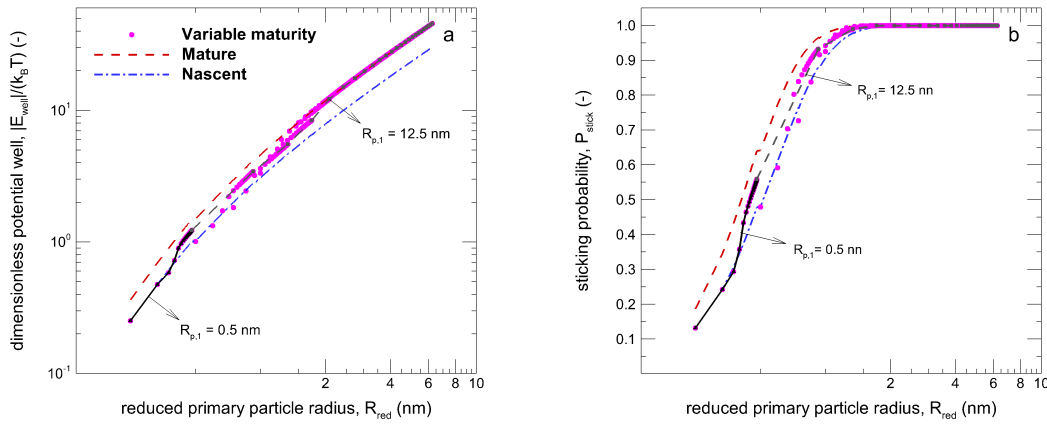 dimensionless potential well |E_well|/(k_BT) (-)
10^1
10^0
10^-1
Variable maturity
Mature
Nascent
a
R_p,1 = 12.5 nm
R_p,1 = 0.5 nm
2 4 6 8 10
reduced primary particle radius, R_red (nm)
sticking probability, P_stick (-)
1.0
0.9
0.8
0.7
0.6
0.5
0.4
0.3
0.2
0.1
b
R_p,1 = 12.5 nn
R_p,1 = 0.5 nn
2 4 6 8 10
reduced primary particle radius, R_red (nm)